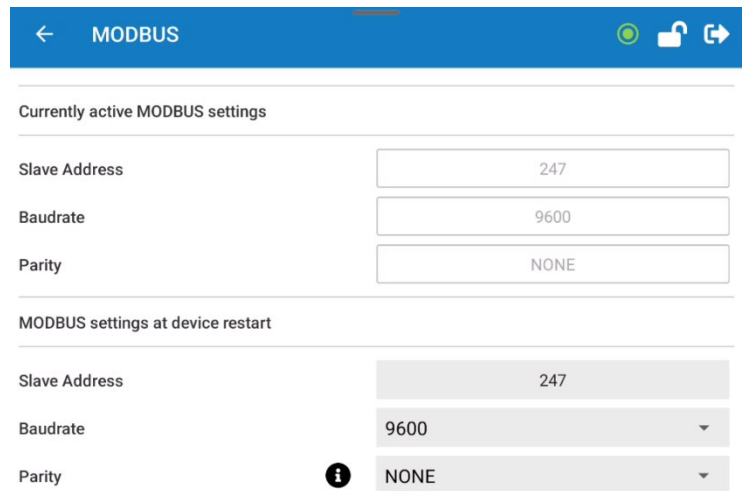 MODBUS
Currently active MODBUS settings
Slave Address 247
Baudrate 9600
Parity NONE
MODBUS settings at device restart
Slave Address 247
Baudrate 9600
Parity i NONE